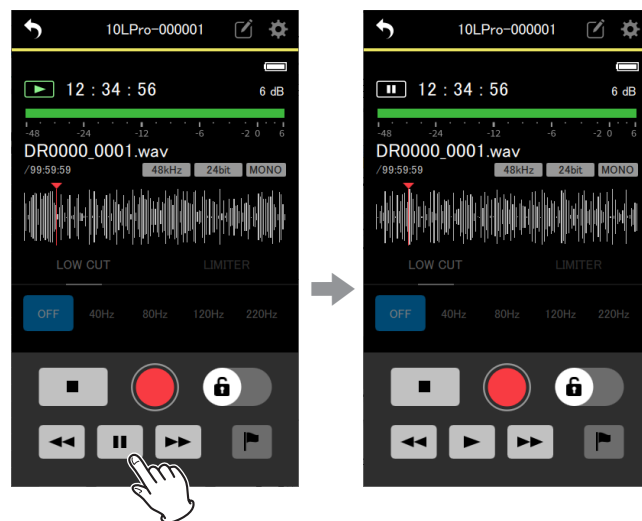 10LPro-000001
12 : 34 : 56 6 dB
-48 -24 -12 -6 -2 0 6
DR0000_0001.wav
/99:59:59 48kHz 24bit MONO
LOW CUT LIMITER
OFF 40Hz 80Hz 120Hz 220Hz
10LPro-000001
12 : 34 : 56 6 dB
-48 -24 -12 -6 -2 0 6
DR0000_0001.wav
/99:59:59 48kHz 24bit MONO
LOW CUT LIMITER
OFF 40Hz 80Hz 120Hz 220Hz